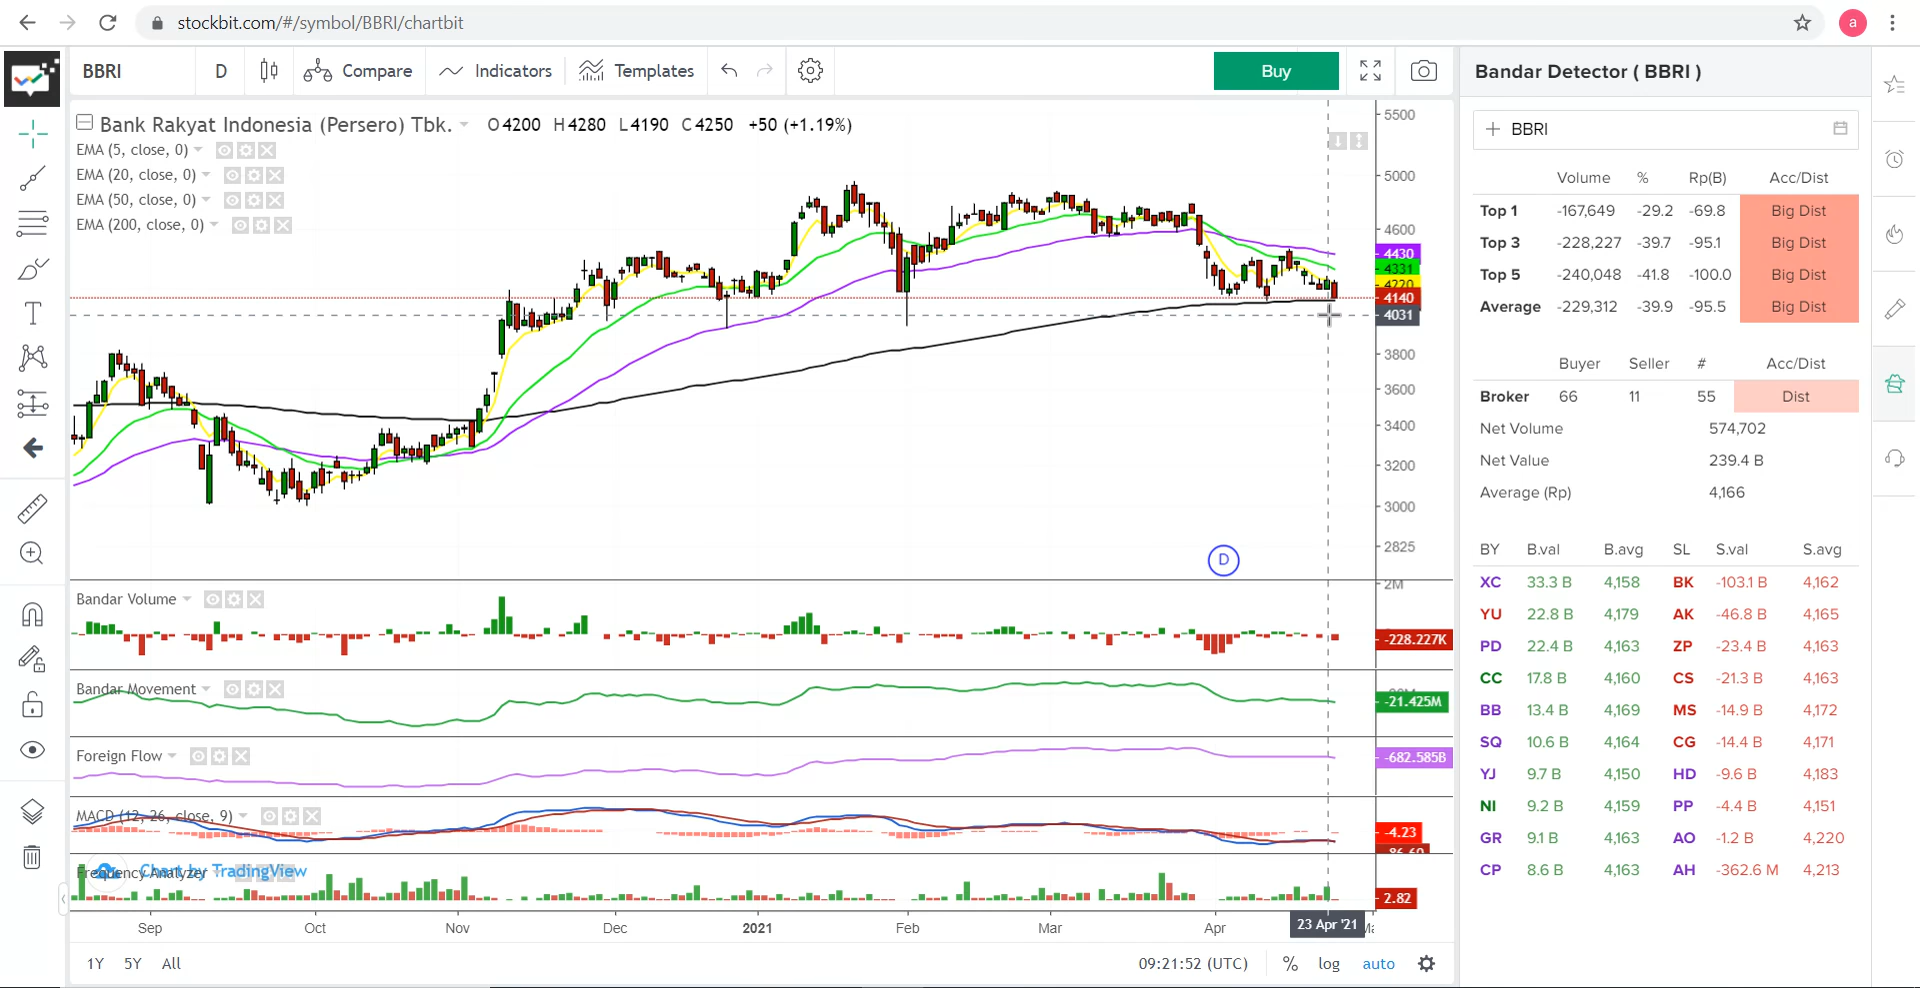 stockbit.com/#/symbol/BBRI/chartbit
a
BBRI D Compare Indicators Templates Buy
Bank Rakyat Indonesia (Persero) Tbk. O4200 H4280 L4190 C4250 +50 (+1.19%)
EMA (5, close, 0)
EMA (20, close, 0)
EMA (50, close, 0)
EMA (200, close, 0)
5500
5000
4600
4430
4331
4220
4140
4031
3800
3600
3400
3200
3000
2825
D
Bandar Volume
2M
-228.227K
Bandar Movement
-21.425M
Foreign Flow
-682.585B
MACD (12, 26, close, 9)
-4.23
-86.60
Chart by TradingView
Frequency Analyzer
2.82
Sep Oct Nov Dec 2021 Feb Mar Apr 23 Apr '21
1Y 5Y All 09:21:52 (UTC) % log auto
Bandar Detector ( BBRI )
BBRI
Volume % Rp(B) Acc/Dist
Top 1 -167,649 -29.2 -69.8 Big Dist
Top 3 -228,227 -39.7 -95.1 Big Dist
Top 5 -240,048 -41.8 -100.0 Big Dist
Average -229,312 -39.9 -95.5 Big Dist
Buyer Seller # Acc/Dist
Broker 66 11 55 Dist
Net Volume 574,702
Net Value 239.4 B
Average (Rp) 4,166
BY B.val B.avg SL S.val S.avg
XC 33.3 B 4,158 BK -103.1 B 4,162
YU 22.8 B 4,179 AK -46.8 B 4,165
PD 22.4 B 4,163 ZP -23.4 B 4,163
CC 17.8 B 4,160 CS -21.3 B 4,163
BB 13.4 B 4,169 MS -14.9 B 4,172
SQ 10.6 B 4,164 CG -14.4 B 4,171
YJ 9.7 B 4,150 HD -9.6 B 4,183
NI 9.2 B 4,159 PP -4.4 B 4,151
GR 9.1 B 4,163 AO -1.2 B 4,220
CP 8.6 B 4,163 AH -362.6 M 4,213